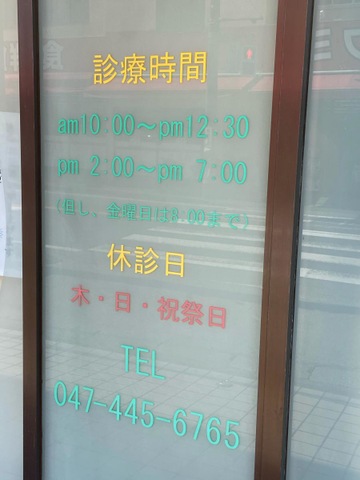 診療時間
am10:00～pm12:30
pm 2:00～pm 7:00
(但し、金曜日は8:00まで)
休診日
木・日・祝祭日
TEL
047-445-6765